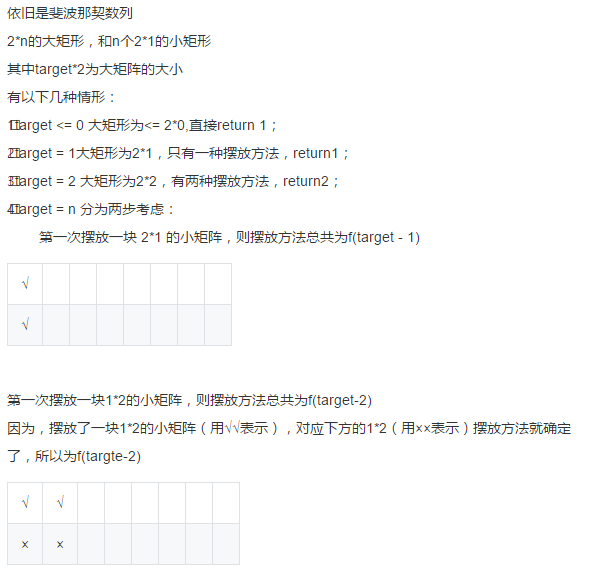 依旧是斐波那契数列
2*n的大矩形，和n个2*1的小矩形
其中target*2为大矩阵的大小
有以下几种情形：
1target <= 0 大矩形为<= 2*0,直接return 1；
2target = 1大矩形为2*1，只有一种摆放方法，return1；
3target = 2 大矩形为2*2，有两种摆放方法，return2；
4target = n 分为两步考虑：
第一次摆放一块 2*1 的小矩阵，则摆放方法总共为f(target - 1)
√
√
第一次摆放一块1*2的小矩阵，则摆放方法总共为f(target-2)
因为，摆放了一块1*2的小矩阵（用√√表示），对应下方的1*2（用××表示）摆放方法就确定
了，所以为f(targte-2)
√ √
× ×